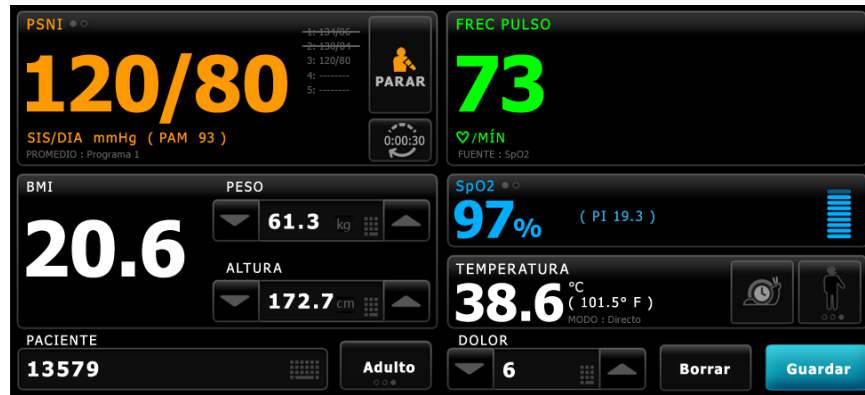 PSNI
1: 134/86
2: 130/84
3: 120/80
4: --------
5: --------
120/80
PARAR
SIS/DIA mmHg ( PAM 93 )
PROMEDIO : Programa 1
0:00:30
FREC PULSO
73
/MÍN
FUENTE : SpO2
BMI
20.6
PESO
61.3 kg
ALTURA
172.7 cm
SpO2
97%
( PI 19.3 )
TEMPERATURA
38.6 °C
( 101.5° F )
MODO : Directo
PACIENTE
13579
Adulto
DOLOR
6
Borrar
Guardar